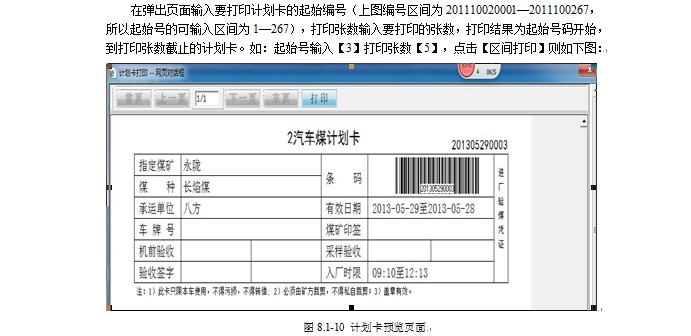 在弹出页面输入要打印计划卡的起始编号（上图编号区间为 201110020001—2011100267，
所以起始号的可输入区间为 1—267），打印张数输入要打印的张数，打印结果为起始号码开始，
到打印张数截止的计划卡。如：起始号输入【3】打印张数【5】，点击【区间打印】则如下图：
计划卡打印 -- 网页对话框
0K/S
首页 上一页 1/1 下一页 末页 打印
2汽车煤计划卡
201305290003
指定煤矿 永陇 条 码
201305290003
煤 种 长焰煤
承运单位 八方 有效日期 2013-05-29至2013-05-28
车 牌 号 煤矿印签
机前验收 采样验收
验收签字 入厂时限 09:10至12:13
进厂验煤凭证
注：1）此卡只限本车使用，不得污损，不得转借；2）必须由矿方裁剪，不得私自裁剪；3）盖章有效。
图 8.1-10 计划卡预览页面